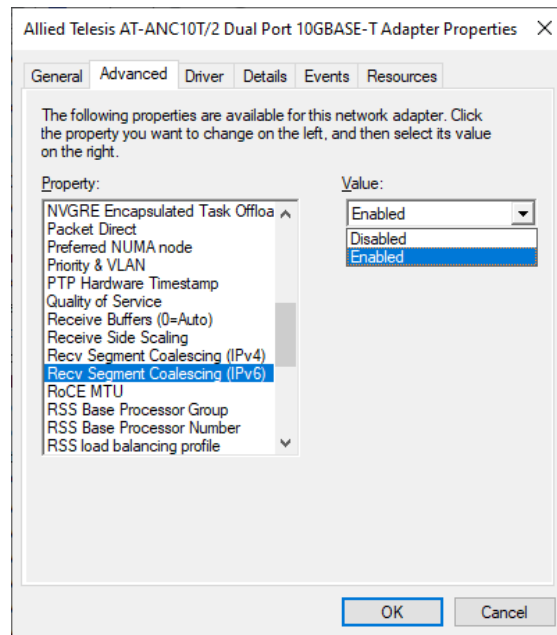 Allied Telesis AT-ANC10T/2 Dual Port 10GBASE-T Adapter Properties
General Advanced Driver Details Events Resources
The following properties are available for this network adapter. Click
the property you want to change on the left, and then select its value
on the right.
Property:
NVGRE Encapsulated Task Offloa
Packet Direct
Preferred NUMA node
Priority & VLAN
PTP Hardware Timestamp
Quality of Service
Receive Buffers (0=Auto)
Receive Side Scaling
Recv Segment Coalescing (IPv4)
Recv Segment Coalescing (IPv6)
RoCE MTU
RSS Base Processor Group
RSS Base Processor Number
RSS load balancing profile
Value:
Enabled
Disabled
Enabled
OK Cancel